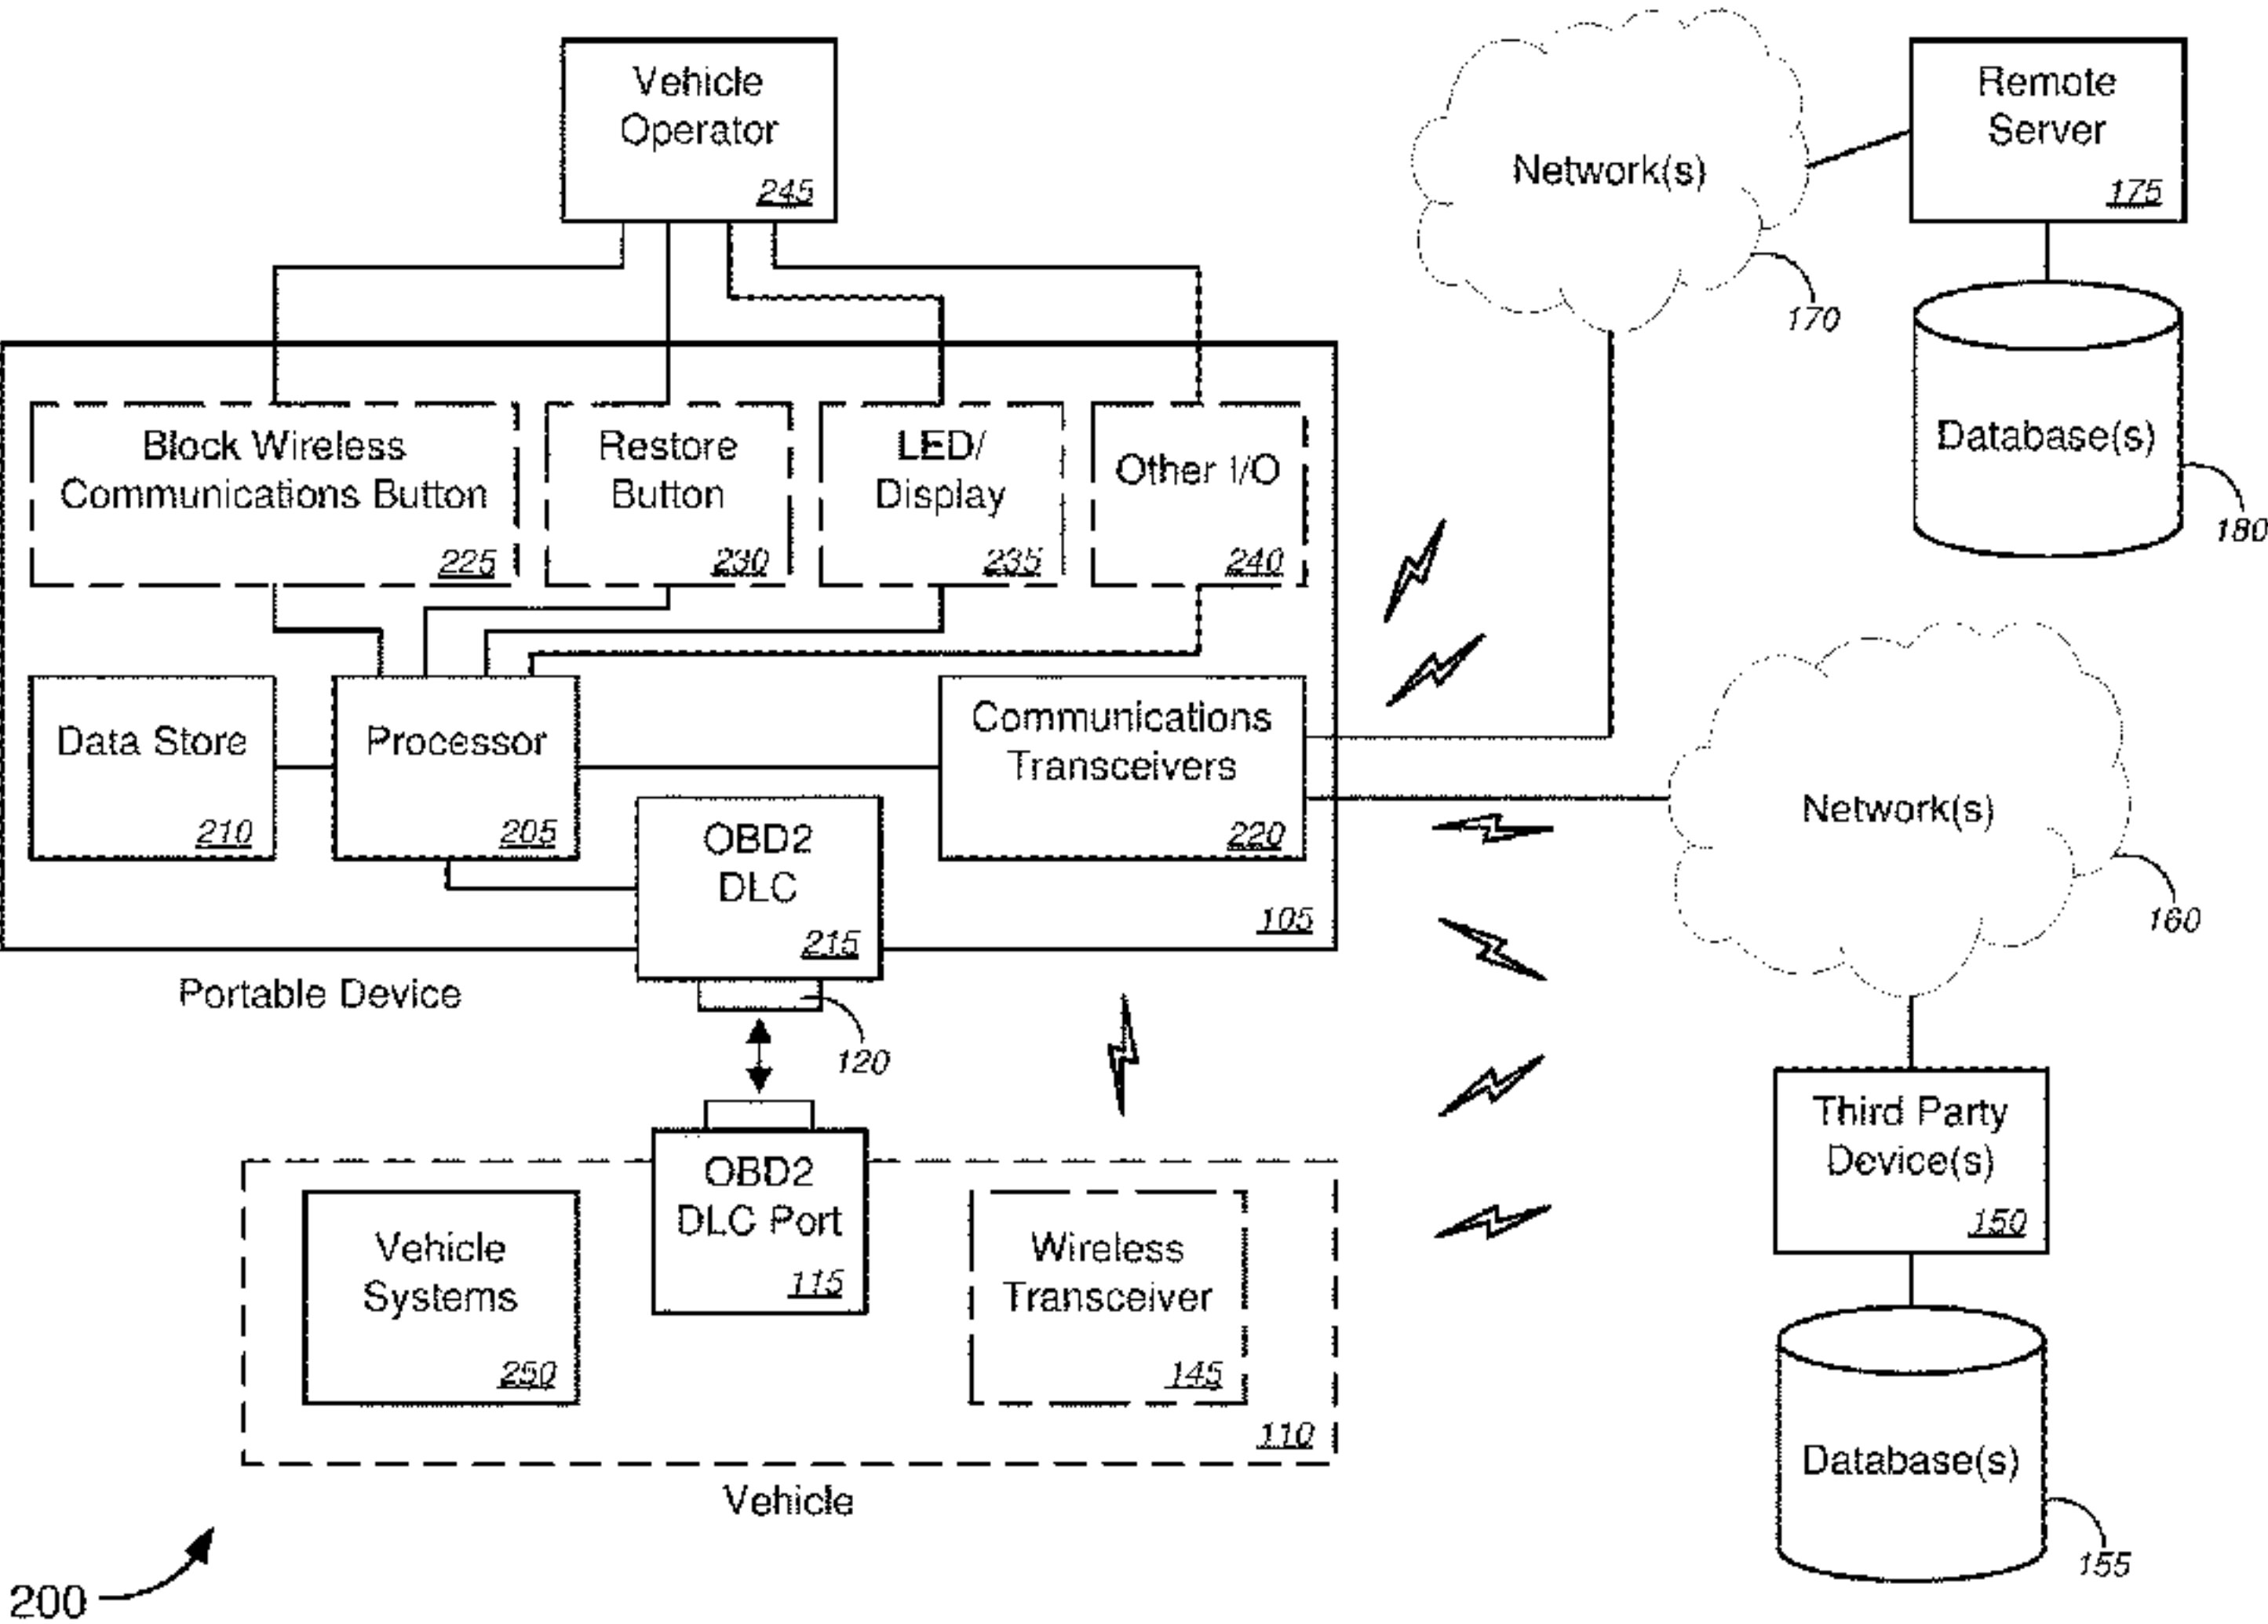 Vehicle
Operator
245
Network(s)
170
Remote
Server
175
Database(s)
180
Block Wireless
Communications Button
225
Restore
Button
230
LED/
Display
235
Other I/O
240
Data Store
210
Processor
205
OBD2
DLC
215
Communications
Transceivers
220
105
Portable Device
120
Network(s)
160
OBD2
DLC Port
115
Vehicle
Systems
250
Wireless
Transceiver
145
110
Vehicle
Third Party
Device(s)
150
Database(s)
155
200